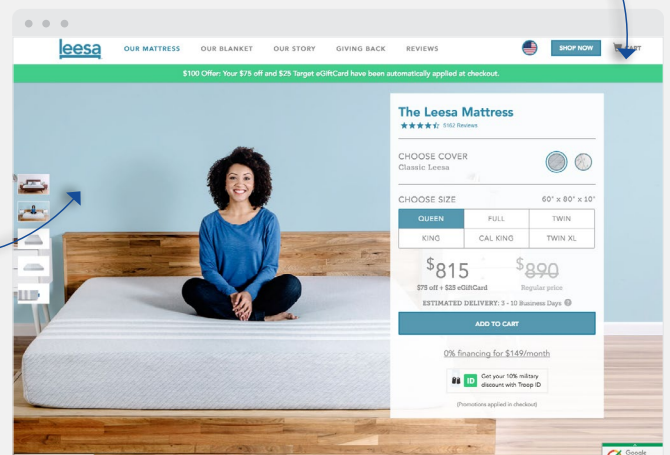 leesa
OUR MATTRESS OUR BLANKET OUR STORY GIVING BACK REVIEWS SHOP NOW CART
$100 Offer: Your $75 off and $25 Target eGiftCard have been automatically applied at checkout.
The Leesa Mattress
5162 Reviews
CHOOSE COVER
Classic Leesa
CHOOSE SIZE 60" x 80" x 10"
QUEEN FULL TWIN
KING CAL KING TWIN XL
$815 $890
$75 off + $25 eGiftCard Regular price
ESTIMATED DELIVERY: 3 - 10 Business Days ?
ADD TO CART
0% financing for $149/month
ID Get your 10% military
discount with Troop ID
(Promotions applied in checkout)
Google